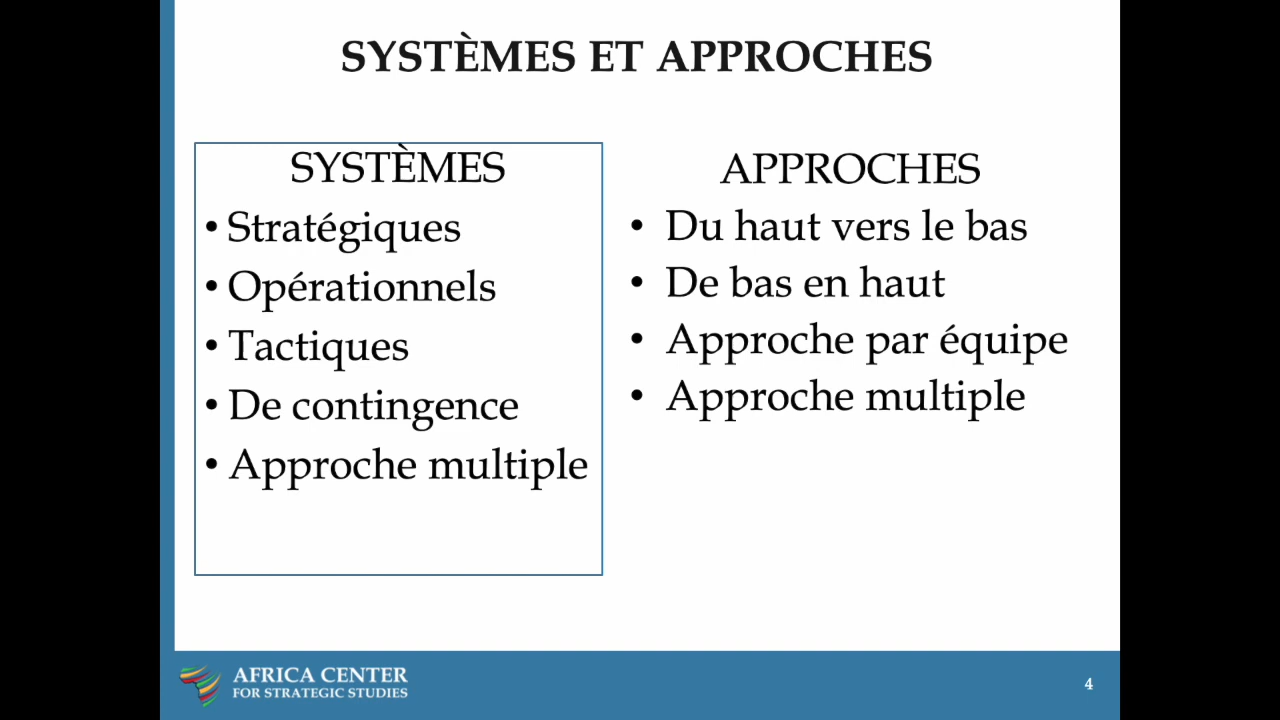 SYSTÈMES ET APPROCHES
SYSTÈMES
• Stratégiques
• Opérationnels
• Tactiques
• De contingence
• Approche multiple
APPROCHES
• Du haut vers le bas
• De bas en haut
• Approche par équipe
• Approche multiple
AFRICA CENTER
FOR STRATEGIC STUDIES
4